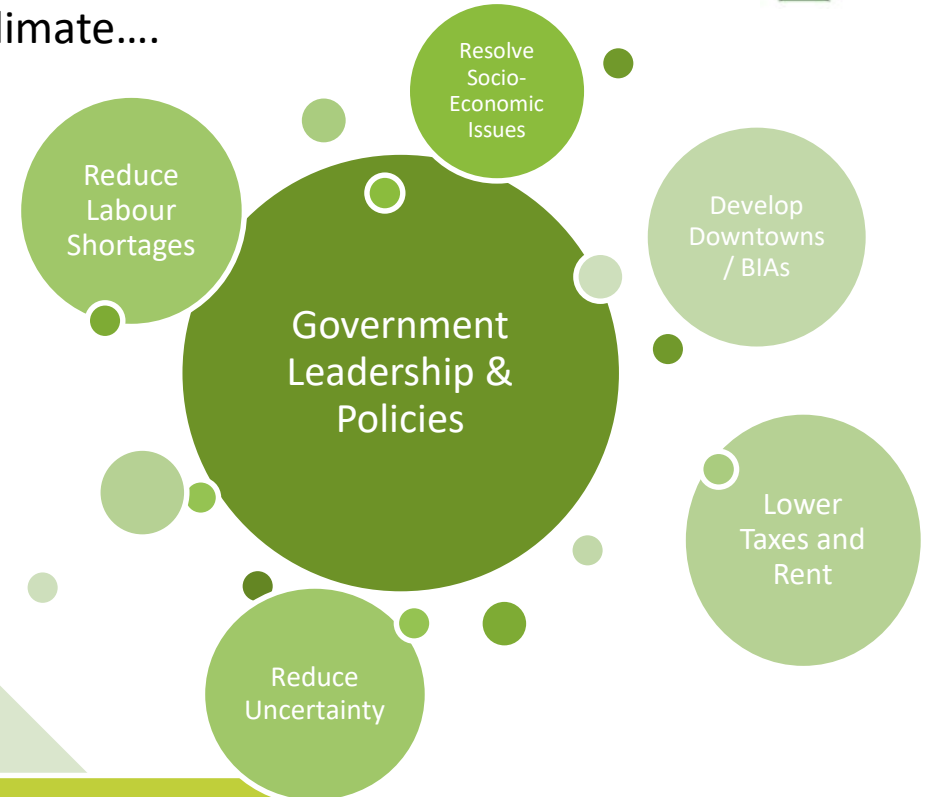 limate....
Resolve
Socio-
Economic
Issues
Reduce
Labour
Shortages
Develop
Downtowns
/ BIAs
Government
Leadership &
Policies
Lower
Taxes and
Rent
Reduce
Uncertainty